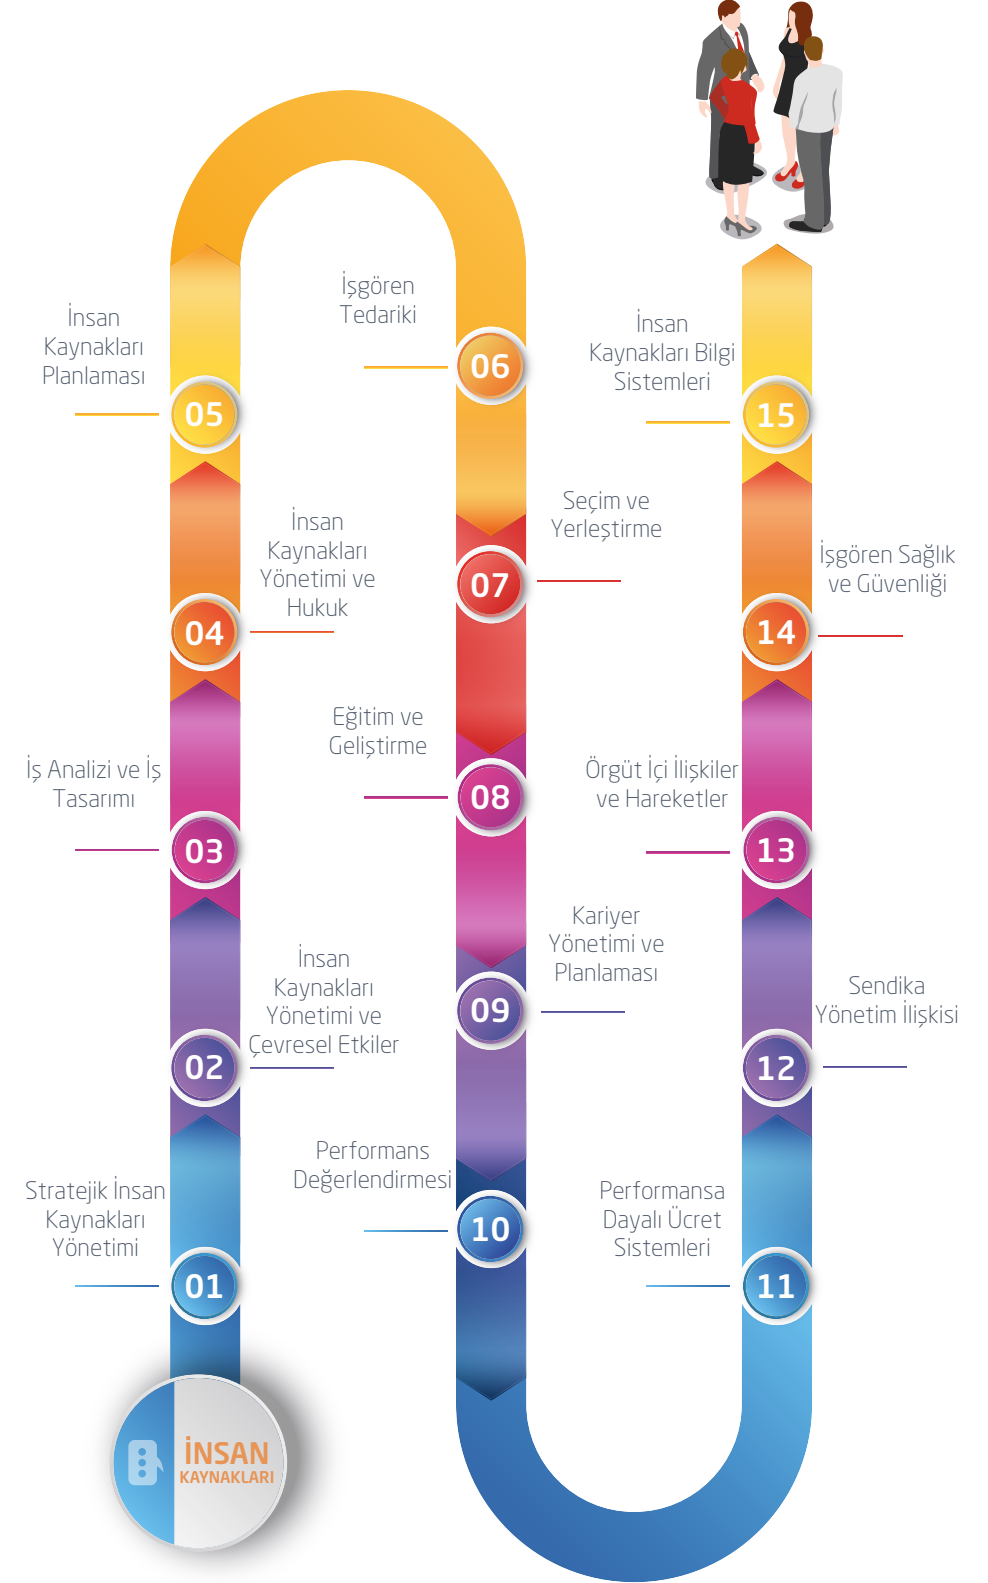 İNSAN
KAYNAKLARI
Stratejik İnsan
Kaynakları
Yönetimi
01
İnsan
Kaynakları
Yönetimi ve
Çevresel Etkiler
02
İş Analizi ve İş
Tasarımı
03
İnsan
Kaynakları
Yönetimi ve
Hukuk
04
İnsan
Kaynakları
Planlaması
05
İşgören
Tedariki
06
Seçim ve
Yerleştirme
07
Eğitim ve
Geliştirme
08
Kariyer
Yönetimi ve
Planlaması
09
Performans
Değerlendirmesi
10
Performansa
Dayalı Ücret
Sistemleri
11
Sendika
Yönetim İlişkisi
12
Örgüt İçi İlişkiler
ve Hareketler
13
İşgören Sağlık
ve Güvenliği
14
İnsan
Kaynakları Bilgi
Sistemleri
15